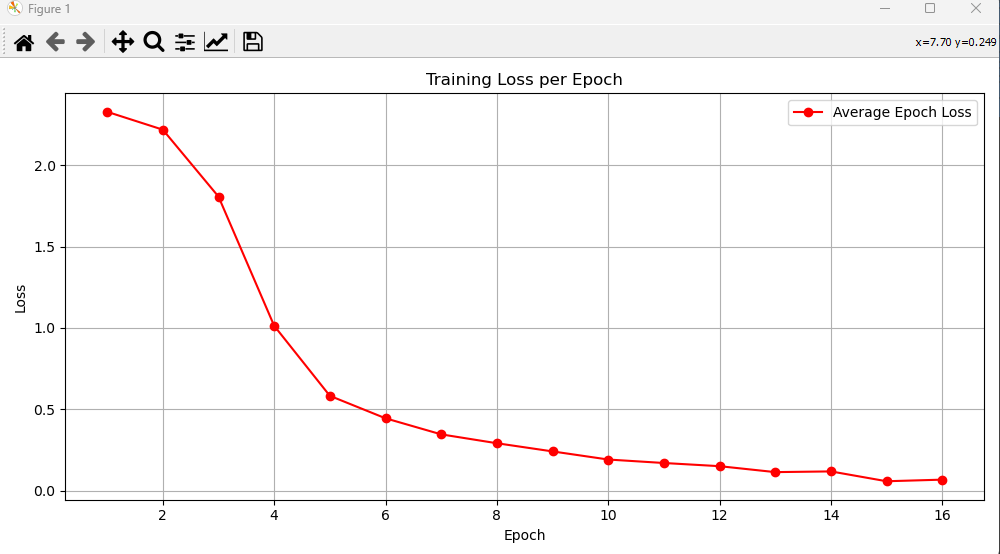 Figure 1
x=7.70 y=0.249
Training Loss per Epoch
Average Epoch Loss
2.0
1.5
1.0
0.5
0.0
Loss
2 4 6 8 10 12 14 16
Epoch